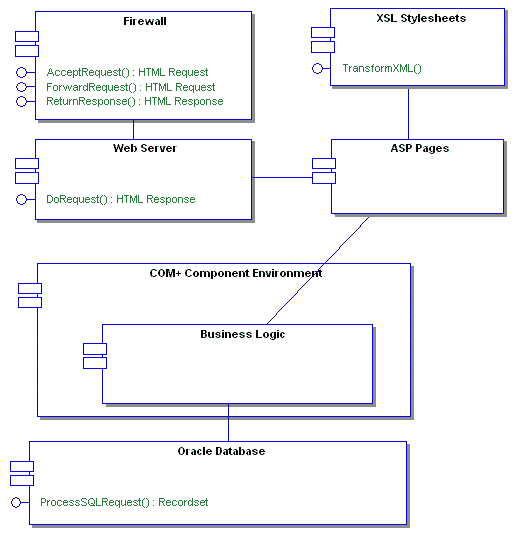 Firewall
AcceptRequest() : HTML Request
ForwardRequest() : HTML Request
ReturnResponse() : HTML Response
XSL Stylesheets
TransformXML()
Web Server
DoRequest() : HTML Response
ASP Pages
COM+ Component Environment
Business Logic
Oracle Database
ProcessSQLRequest() : Recordset